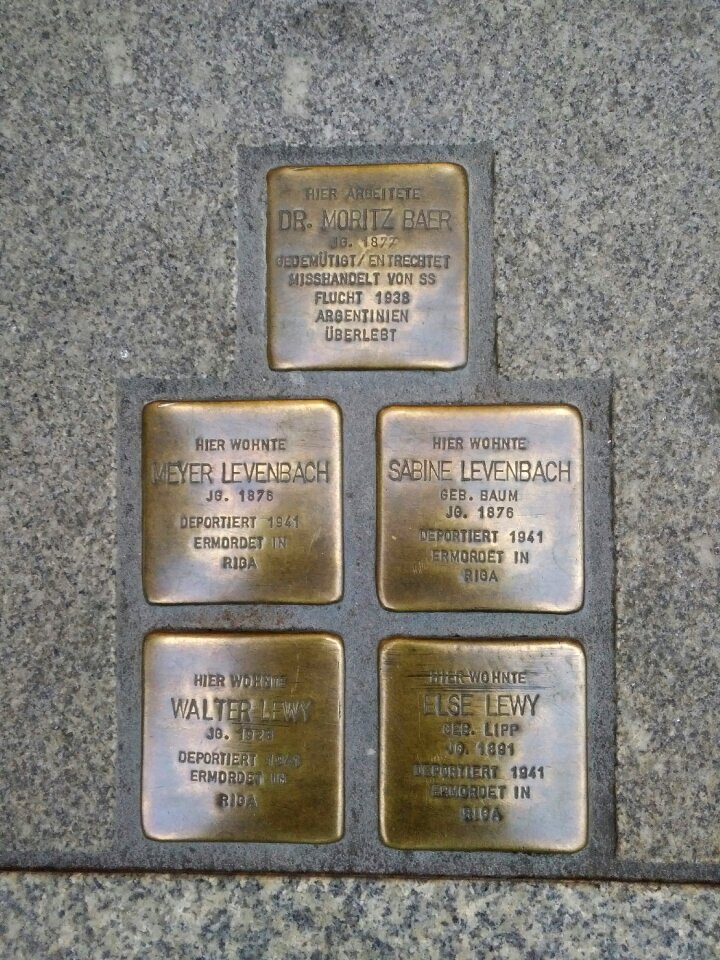 HIER ARBEITETE
DR. MORITZ BAER
JG. 1877
GEDEMÜTIGT/ENTRECHTET
MISSHANDELT VON SS
FLUCHT 1938
ARGENTINIEN
ÜBERLEBT
HIER WOHNTE
MEYER LEVENBACH
JG. 1876
DEPORTIERT 1941
ERMORDET IN
RIGA
HIER WOHNTE
SABINE LEVENBACH
GEB. BAUM
JG. 1876
DEPORTIERT 1941
ERMORDET IN
RIGA
HIER WOHNTE
WALTER LEWY
JG.
DEPORTIERT 1941
ERMORDET IN
RIGA
HIER WOHNTE
ELSE LEWY
GEB. LIPP
JG. 1891
DEPORTIERT 1941
ERMORDET IN
RIGA